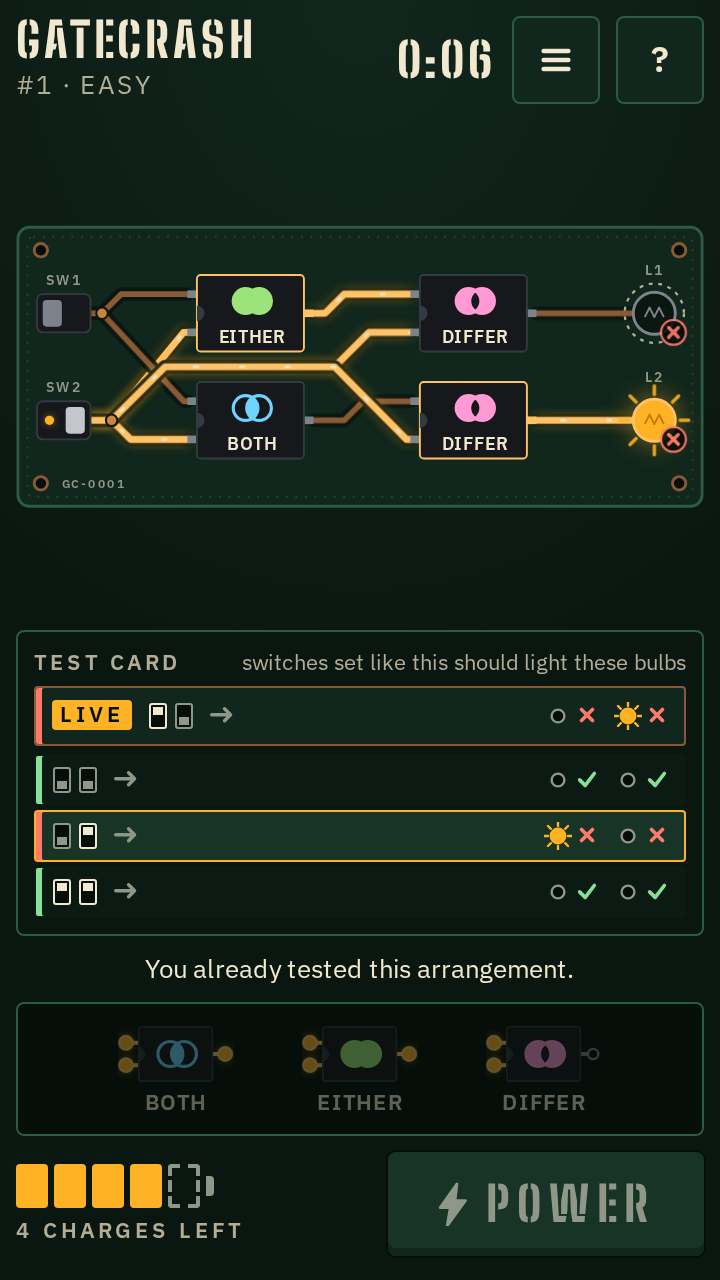 GATECRASH
#1 · EASY
0:06
?
SW1
EITHER
DIFFER
L1
SW2
BOTH
DIFFER
L2
GC-0001
TEST CARD
switches set like this should light these bulbs
LIVE
You already tested this arrangement.
BOTH
EITHER
DIFFER
4 CHARGES LEFT
POWER